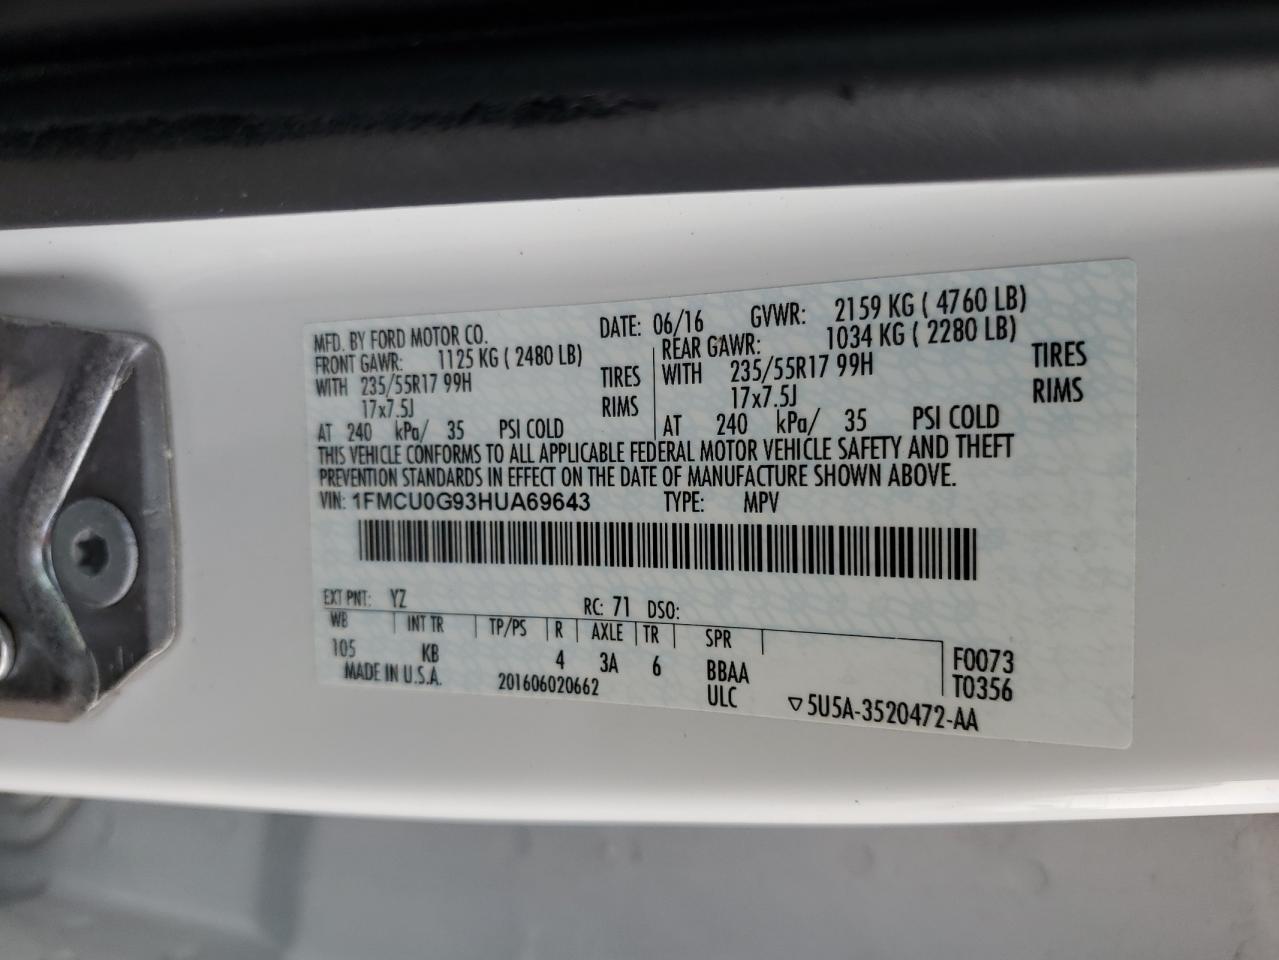 MFD. BY FORD MOTOR CO. DATE: 06/16 GVWR: 2159 KG ( 4760 LB)
FRONT GAWR: 1125 KG ( 2480 LB) REAR GAWR: 1034 KG ( 2280 LB)
WITH 235/55R17 99H TIRES WITH 235/55R17 99H TIRES
17x7.5J RIMS 17x7.5J RIMS
AT 240 kPa/ 35 PSI COLD AT 240 kPa/ 35 PSI COLD
THIS VEHICLE CONFORMS TO ALL APPLICABLE FEDERAL MOTOR VEHICLE SAFETY AND THEFT
PREVENTION STANDARDS IN EFFECT ON THE DATE OF MANUFACTURE SHOWN ABOVE.
VIN: 1FMCU0G93HUA69643 TYPE: MPV
EXT PNT: YZ RC: 71 DSO:
WB INT TR TP/PS R AXLE TR SPR
105 KB 4 3A 6 BBAA F0073
MADE IN U.S.A. 201606020662 ULC T0356
▽5U5A-3520472-AA